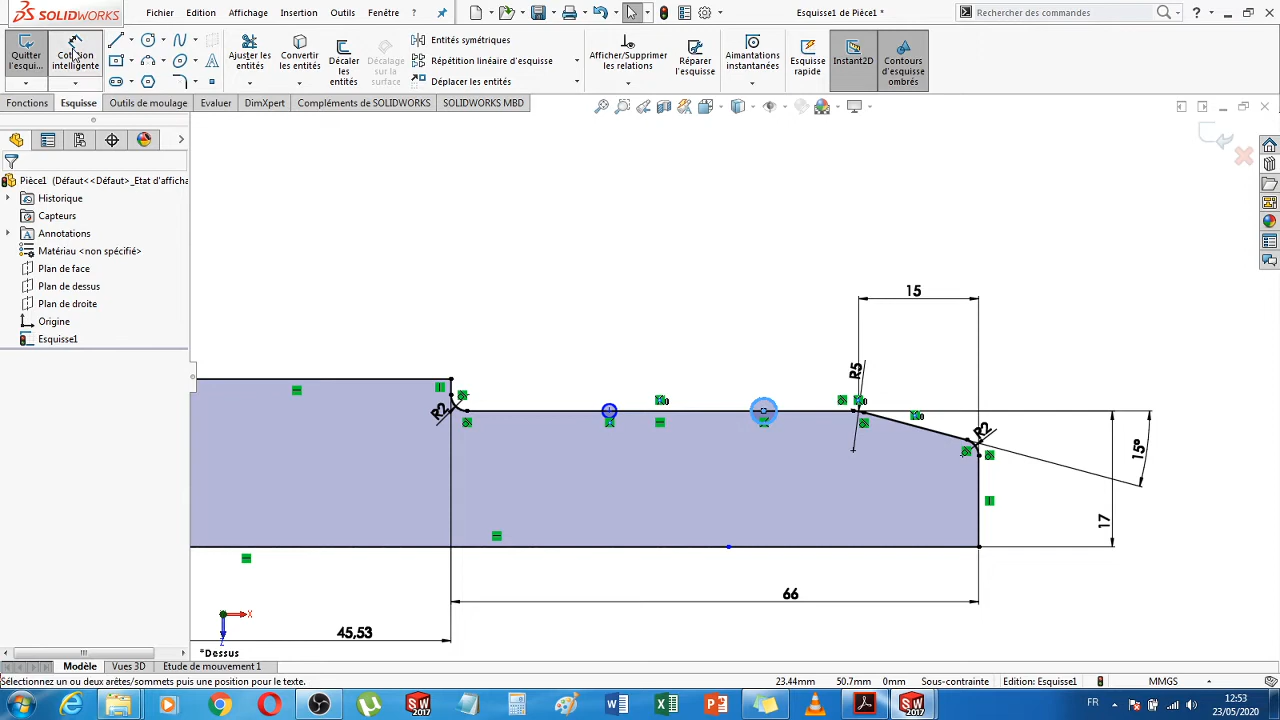 SOLIDWORKS
Fichier Edition Affichage Insertion Outils Fenêtre ?
Esquisse1 de Pièce1 *
Rechercher des commandes
?
Quitter
l'esqui...
Cotation
intelligente
Ajuster les
entités
Convertir
les entités
Décaler
les
entités
Décalage
sur la
surface
Entités symétriques
Répétition linéaire d'esquisse
Déplacer les entités
Afficher/Supprimer
les relations
Réparer
l'esquisse
Aimantations
instantanées
Esquisse
rapide
Instant2D
Contours
d'esquisse
ombrés
Fonctions
Esquisse
Outils de moulage
Evaluer
DimXpert
Compléments de SOLIDWORKS
SOLIDWORKS MBD
Pièce1 (Défaut<<Défaut>_Etat d'afficha
Historique
Capteurs
Annotations
Matériau <non spécifié>
Plan de face
Plan de dessus
Plan de droite
Origine
Esquisse1
15
R5
R2
R2
15°
17
66
45,53
X
Z
*Dessus
Modèle
Vues 3D
Etude de mouvement 1
Sélectionnez un ou deux arêtes/sommets puis une position pour le texte.
23.44mm
50.7mm
0mm
Sous-contrainte
Edition: Esquisse1
MMGS
SW
2017
SW
2017
FR
12:53
23/05/2020